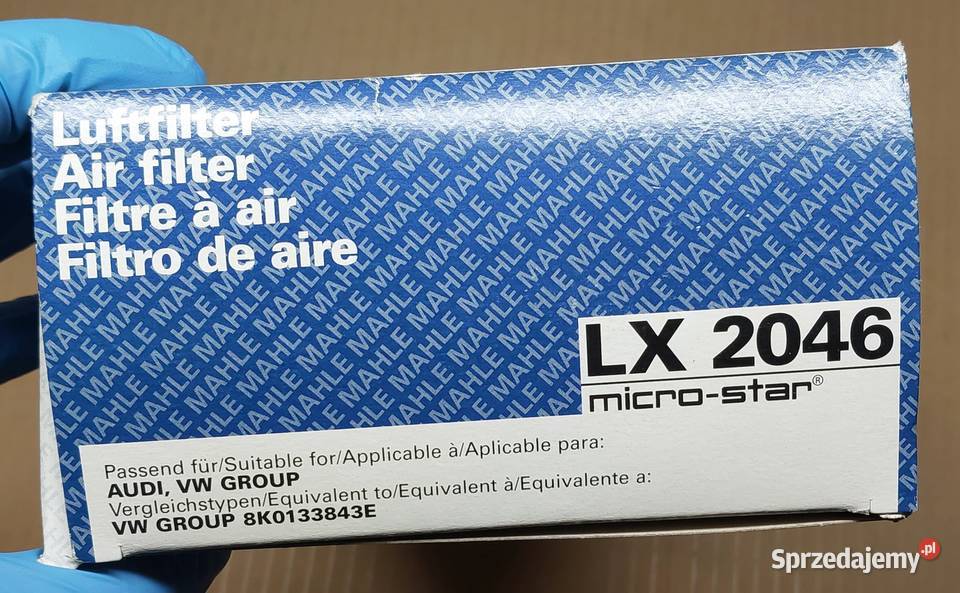 Luftfilter
Air filter
Filtre à air
Filtro de aire
LX 2046
micro-star®
Passend für/Suitable for/Applicable à/Aplicable para:
AUDI, VW GROUP
Vergleichstypen/Equivalent to/Equivalent à/Equivalente a:
VW GROUP 8K0133843E
MAHLE
Sprzedajemy.pl